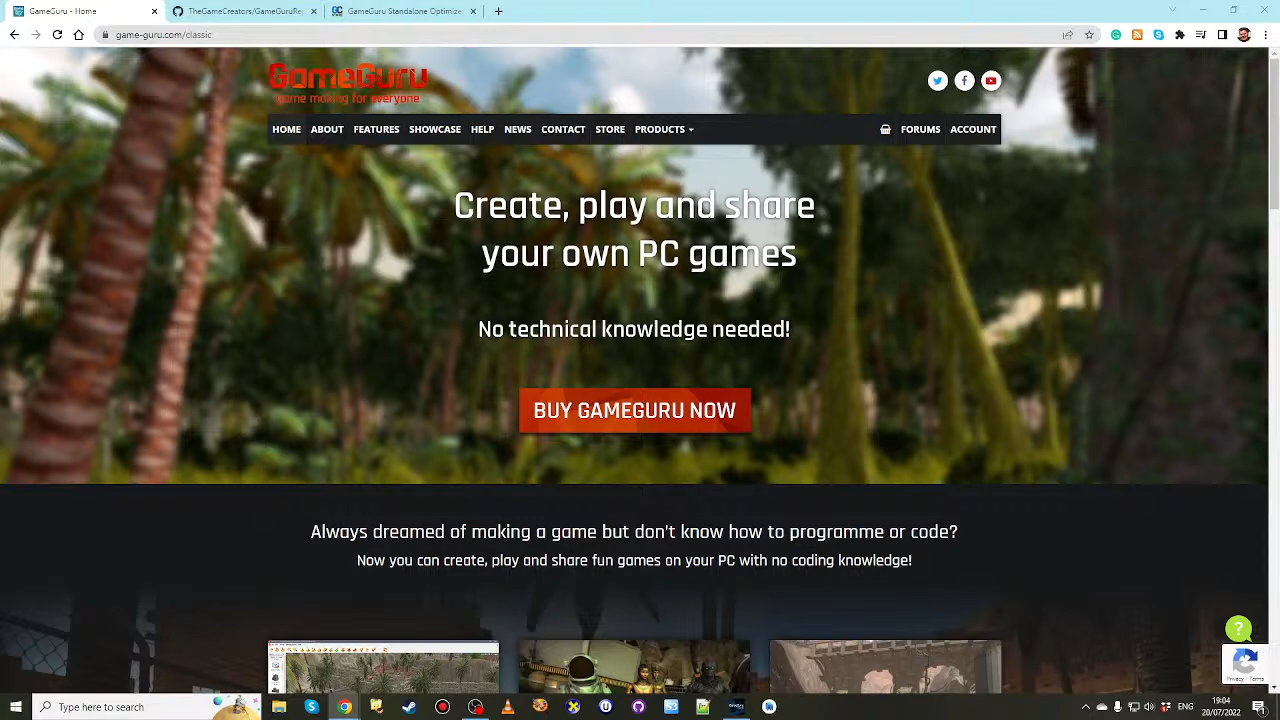 GameGuru - Home
TheGameCreators/GameGuruRep
GameGuru Standalone Optimize
game-guru.com/classic
GameGuru
game making for everyone
HOME ABOUT FEATURES SHOWCASE HELP NEWS CONTACT STORE PRODUCTS FORUMS ACCOUNT
Create, play and share
your own PC games
No technical knowledge needed!
BUY GAMEGURU NOW
Always dreamed of making a game but don't know how to programme or code?
Now you can create, play and share fun games on your PC with no coding knowledge!
?
Privacy - Terms
Type here to search
ENG
19:04
20/07/2022